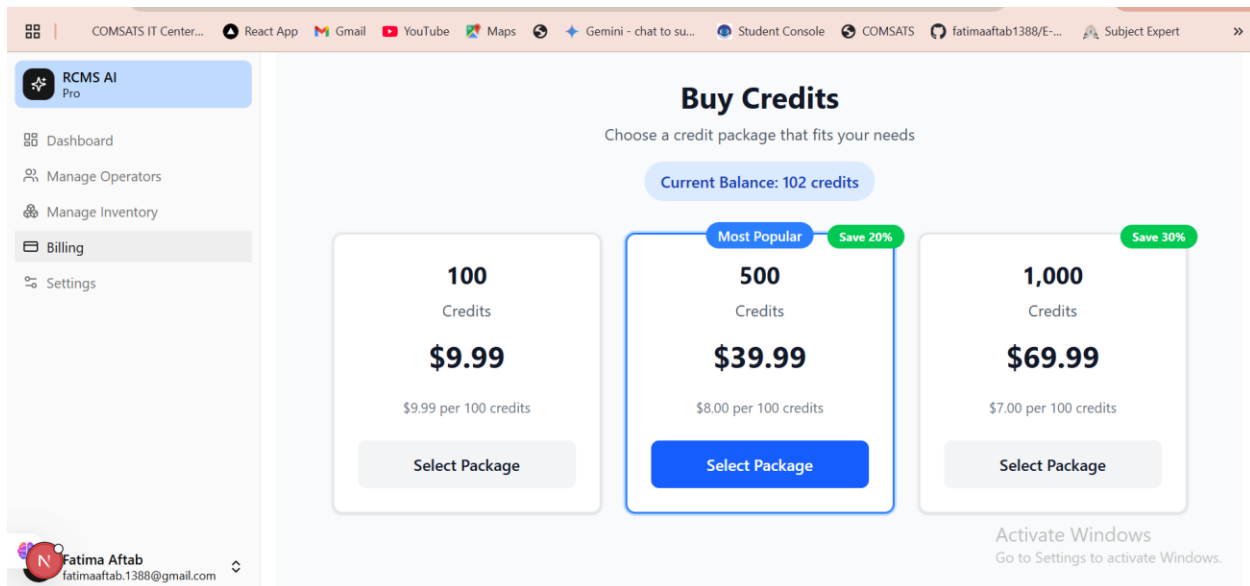 COMSATS IT Center...
React App
Gmail
YouTube
Maps
Gemini - chat to su...
Student Console
COMSATS
fatimaaftab1388/E-...
Subject Expert
»
RCMS AI
Pro
Dashboard
Manage Operators
Manage Inventory
Billing
Settings
Buy Credits
Choose a credit package that fits your needs
Current Balance: 102 credits
100
Credits
$9.99
$9.99 per 100 credits
Select Package
Most Popular
Save 20%
500
Credits
$39.99
$8.00 per 100 credits
Select Package
Save 30%
1,000
Credits
$69.99
$7.00 per 100 credits
Select Package
N
Fatima Aftab
fatimaaftab.1388@gmail.com
Activate Windows
Go to Settings to activate Windows.